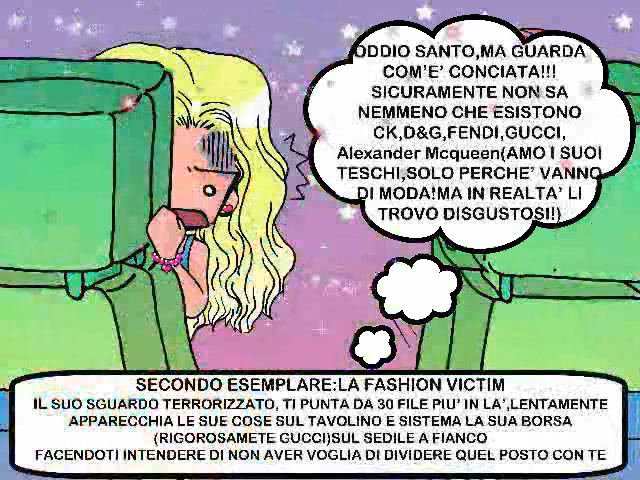 ODDIO SANTO,MA GUARDA
COM'E' CONCIATA!!!
SICURAMENTE NON SA
NEMMENO CHE ESISTONO
CK,D&G,FENDI,GUCCI,
Alexander Mcqueen(AMO I SUOI
TESCHI,SOLO PERCHE' VANNO
DI MODA!MA IN REALTA' LI
TROVO DISGUSTOSI!)
SECONDO ESEMPLARE:LA FASHION VICTIM
IL SUO SGUARDO TERRORIZZATO, TI PUNTA DA 30 FILE PIU' IN LA',LENTAMENTE
APPARECCHIA LE SUE COSE SUL TAVOLINO E SISTEMA LA SUA BORSA
(RIGOROSAMETE GUCCI)SUL SEDILE A FIANCO
FACENDOTI INTENDERE DI NON AVER VOGLIA DI DIVIDERE QUEL POSTO CON TE